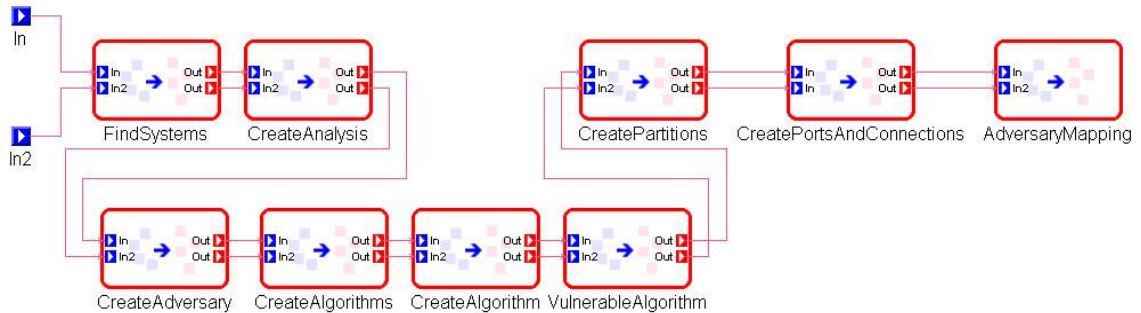 In
In2
In Out
In2 Out
FindSystems
In Out
In2 Out
CreateAnalysis
In Out
In2 Out
CreateAdversary
In Out
In2 Out
CreateAlgorithms
In Out
In2 Out
CreateAlgorithm
In Out
In2 Out
VulnerableAlgorithm
In Out
In2 Out
CreatePartitions
In Out
In Out
CreatePortsAndConnections
In
In2
AdversaryMapping